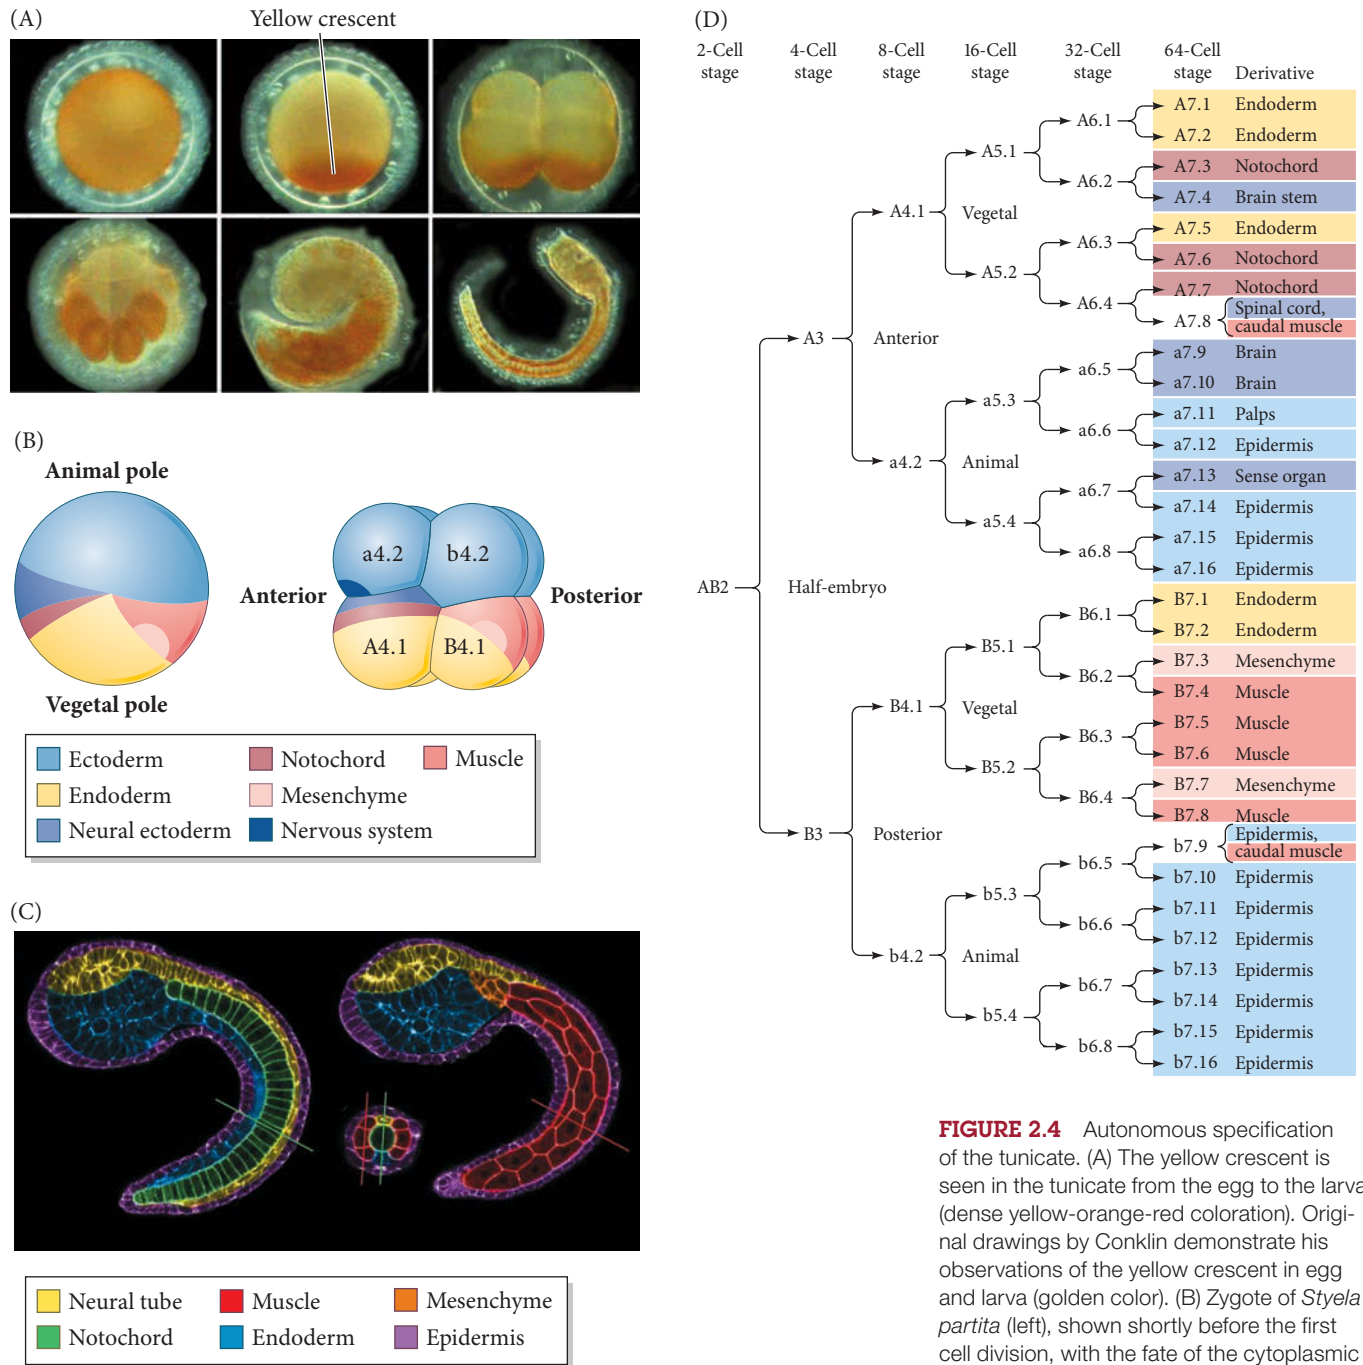 (A)
Yellow crescent
(B)
Animal pole
a4.2
b4.2
Anterior
Posterior
A4.1
B4.1
Vegetal pole
Ectoderm
Notochord
Muscle
Endoderm
Mesenchyme
Neural ectoderm
Nervous system
(C)
Neural tube
Muscle
Mesenchyme
Notochord
Endoderm
Epidermis
(D)
2-Cell stage
4-Cell stage
8-Cell stage
16-Cell stage
32-Cell stage
64-Cell stage
Derivative
AB2
Half-embryo
A3
Anterior
B3
Posterior
A4.1
Vegetal
a4.2
Animal
B4.1
Vegetal
b4.2
Animal
A5.1
A5.2
a5.3
a5.4
B5.1
B5.2
b5.3
b5.4
A6.1
A6.2
A6.3
A6.4
a6.5
a6.6
a6.7
a6.8
B6.1
B6.2
B6.3
B6.4
b6.5
b6.6
b6.7
b6.8
A7.1 Endoderm
A7.2 Endoderm
A7.3 Notochord
A7.4 Brain stem
A7.5 Endoderm
A7.6 Notochord
A7.7 Notochord
A7.8 Spinal cord,
caudal muscle
a7.9 Brain
a7.10 Brain
a7.11 Palps
a7.12 Epidermis
a7.13 Sense organ
a7.14 Epidermis
a7.15 Epidermis
a7.16 Epidermis
B7.1 Endoderm
B7.2 Endoderm
B7.3 Mesenchyme
B7.4 Muscle
B7.5 Muscle
B7.6 Muscle
B7.7 Mesenchyme
B7.8 Muscle
b7.9 Epidermis,
caudal muscle
b7.10 Epidermis
b7.11 Epidermis
b7.12 Epidermis
b7.13 Epidermis
b7.14 Epidermis
b7.15 Epidermis
b7.16 Epidermis
FIGURE 2.4 Autonomous specification
of the tunicate. (A) The yellow crescent is
seen in the tunicate from the egg to the larva
(dense yellow-orange-red coloration). Origi-
nal drawings by Conklin demonstrate his
observations of the yellow crescent in egg
and larva (golden color). (B) Zygote of Styela
partita (left), shown shortly before the first
cell division, with the fate of the cytoplasmic